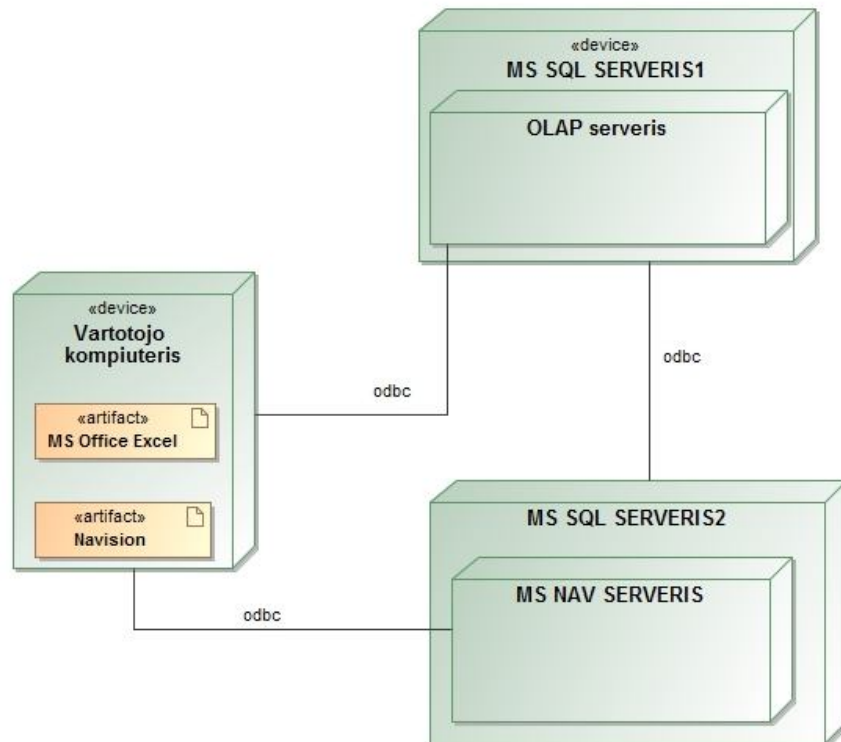 «device»
MS SQL SERVERIS1
OLAP serveris
«device»
Vartotojo
kompiuteris
«artifact»
MS Office Excel
«artifact»
Navision
odbc
odbc
MS SQL SERVERIS2
MS NAV SERVERIS
odbc